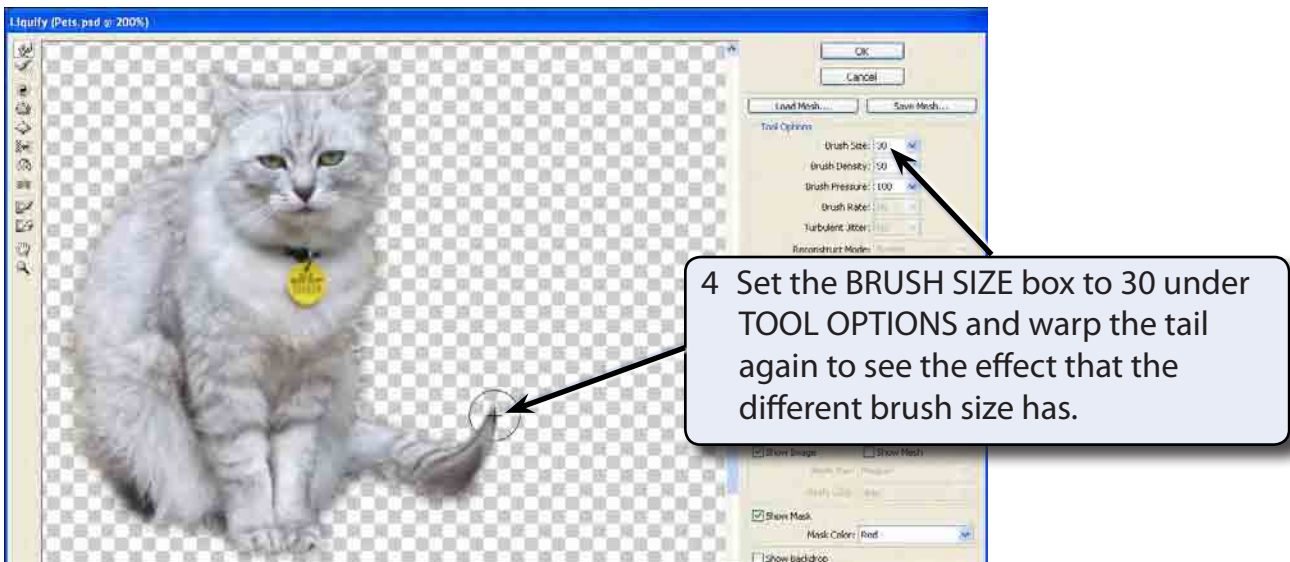 Liquify (Pets.psd @ 200%)
OK
Cancel
Load Mesh...
Save Mesh...
Tool Options
Brush Size: 30
Brush Density: 50
Brush Pressure: 100
Brush Rate:
Turbulent Jitter:
Reconstruct Mode:
4 Set the BRUSH SIZE box to 30 under
TOOL OPTIONS and warp the tail
again to see the effect that the
different brush size has.
Show Image
Show Mesh
Show Mask
Mask Color: Red
Show Backdrop